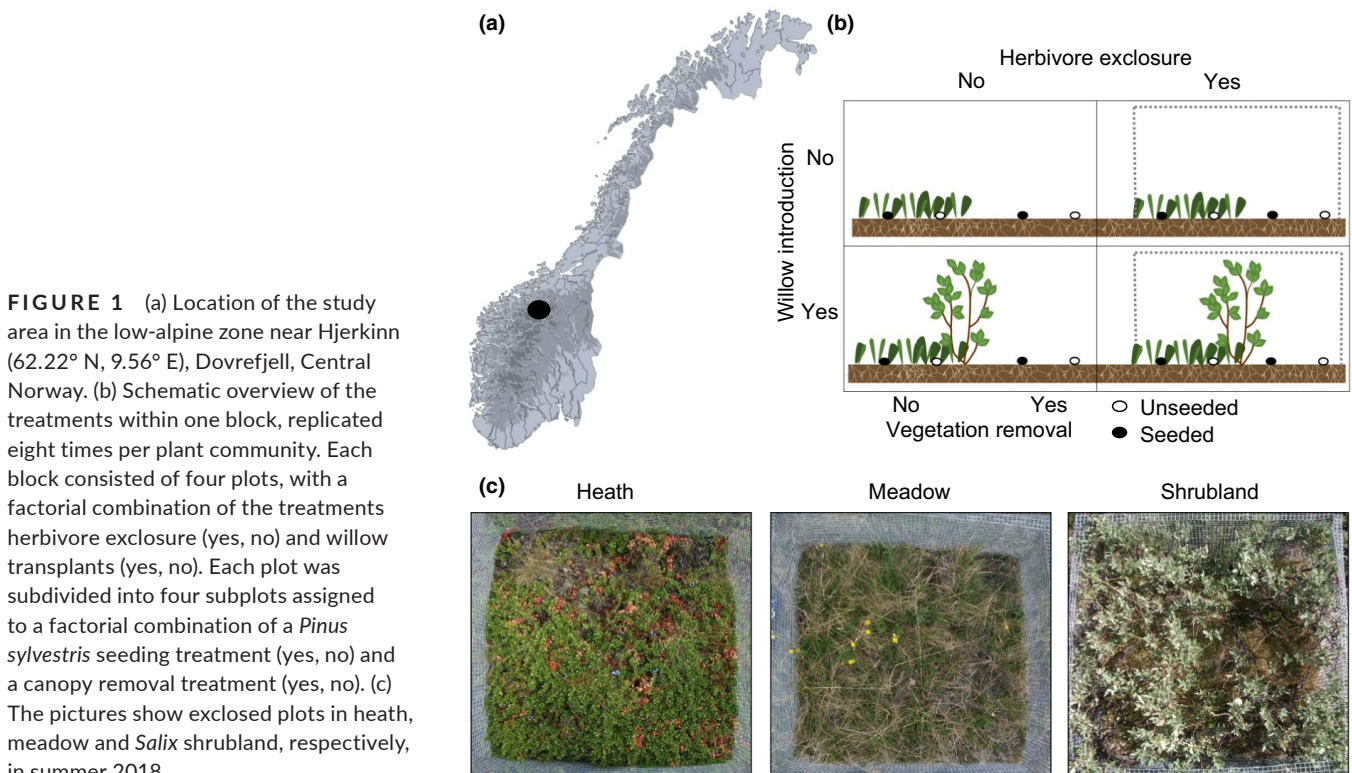 FIGURE 1 (a) Location of the study
area in the low-alpine zone near Hjerkinn
(62.22° N, 9.56° E), Dovrefjell, Central
Norway. (b) Schematic overview of the
treatments within one block, replicated
eight times per plant community. Each
block consisted of four plots, with a
factorial combination of the treatments
herbivore exclosure (yes, no) and willow
transplants (yes, no). Each plot was
subdivided into four subplots assigned
to a factorial combination of a Pinus
sylvestris seeding treatment (yes, no) and
a canopy removal treatment (yes, no). (c)
The pictures show exclosed plots in heath,
meadow and Salix shrubland, respectively,
in summer 2018
(a)
(b)
Herbivore exclosure
No Yes
Willow introduction
No
Yes
No Yes
Vegetation removal
Unseeded
Seeded
(c)
Heath Meadow Shrubland